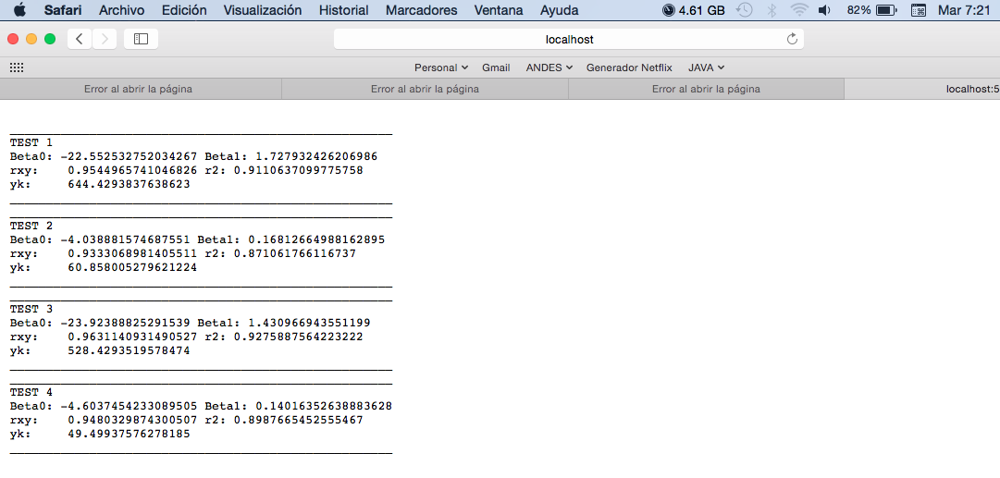 Safari Archivo Edición Visualización Historial Marcadores Ventana Ayuda 4.61 GB 82% Mar 7:21
localhost
Personal Gmail ANDES Generador Netflix JAVA
Error al abrir la página Error al abrir la página Error al abrir la página localhost:5
TEST 1
Beta0: -22.552532752034267 Beta1: 1.727932426206986
rxy: 0.9544965741046826 r2: 0.9110637099775758
yk: 644.4293837638623
TEST 2
Beta0: -4.038881574687551 Beta1: 0.16812664988162895
rxy: 0.9333068981405511 r2: 0.871061766116737
yk: 60.858005279621224
TEST 3
Beta0: -23.92388825291539 Beta1: 1.430966943551199
rxy: 0.9631140931490527 r2: 0.9275887564223222
yk: 528.4293519578474
TEST 4
Beta0: -4.6037454233089505 Beta1: 0.14016352638883628
rxy: 0.9480329874300507 r2: 0.8987665452555467
yk: 49.49937576278185